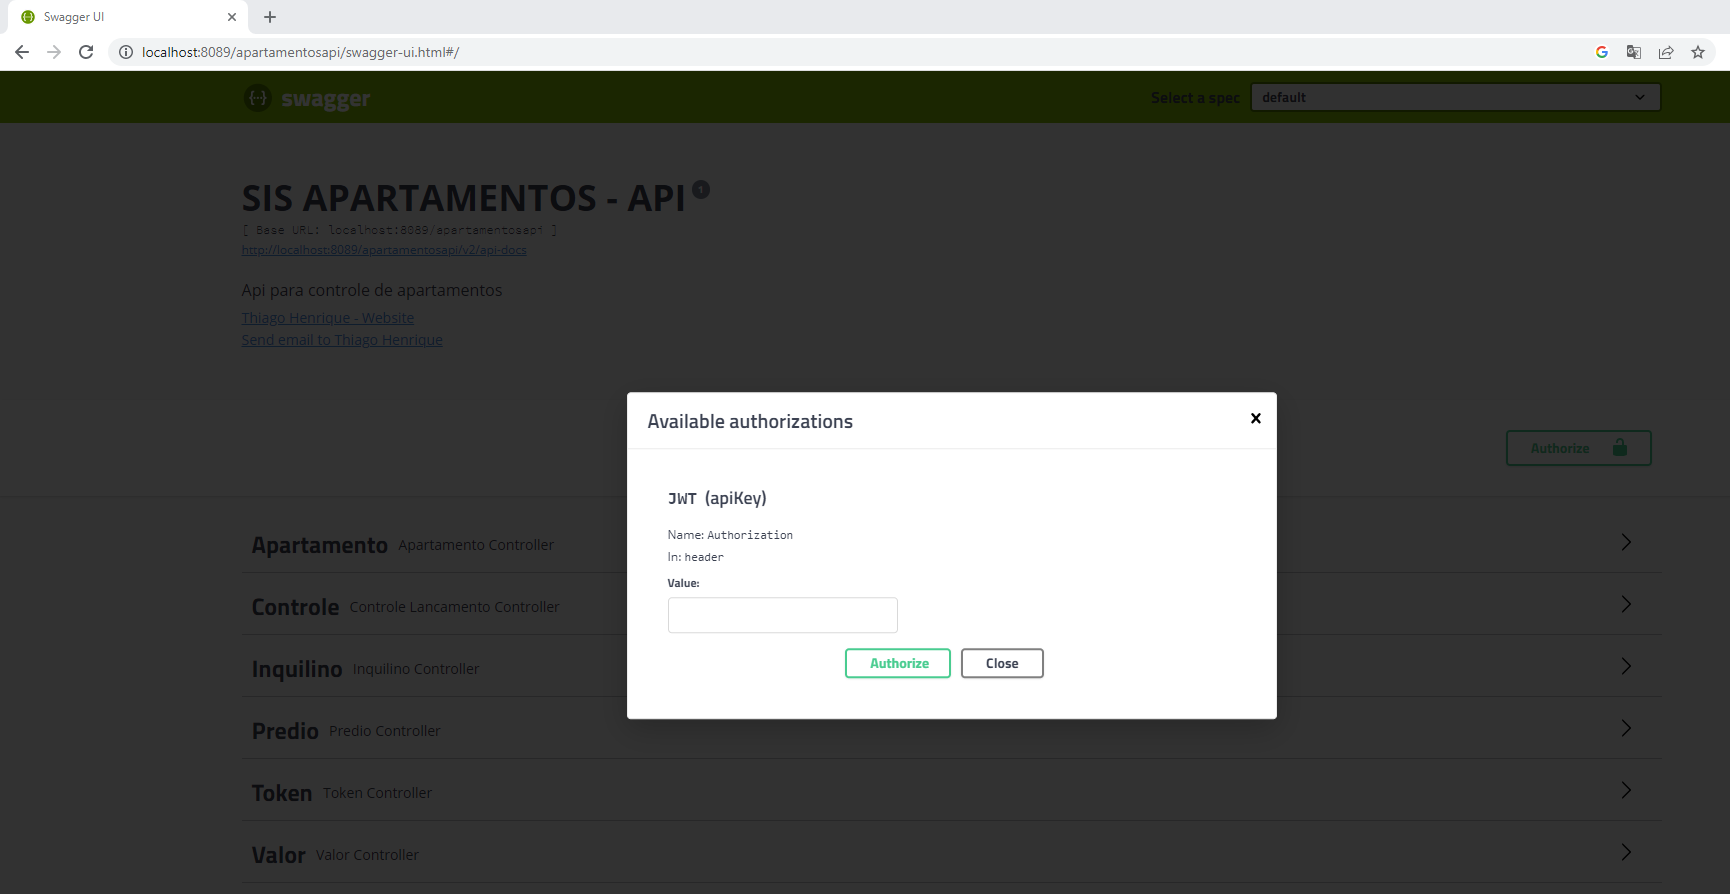 Swagger UI
localhost:8089/apartamentosapi/swagger-ui.html#/
swagger
Select a spec
default
SIS APARTAMENTOS - API 1
[ Base URL: localhost:8089/apartamentosapi ]
http://localhost:8089/apartamentosapi/v2/api-docs
Api para controle de apartamentos
Thiago Henrique - Website
Send email to Thiago Henrique
Available authorizations
Authorize
JWT (apiKey)
Name: Authorization
In: header
Value:
Authorize Close
Apartamento Apartamento Controller
Controle Controle Lancamento Controller
Inquilino Inquilino Controller
Predio Predio Controller
Token Token Controller
Valor Valor Controller